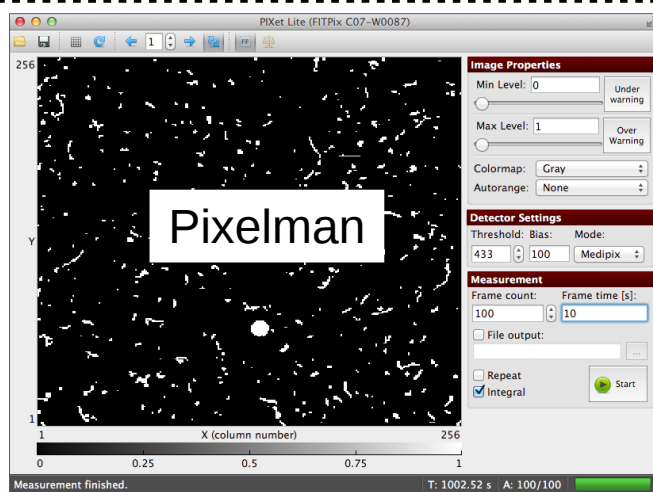 PIXet Lite (FITPix C07-W0087)
1
FF
256
Y
1
Pixelman
1 X (column number) 256
0 0.25 0.5 0.75 1
Image Properties
Min Level: 0
Under warning
Max Level: 1
Over Warning
Colormap: Gray
Autorange: None
Detector Settings
Threshold: Bias: Mode:
433 100 Medipix
Measurement
Frame count: Frame time [s]:
100 10
File output:
...
Repeat
Integral
Start
Measurement finished. T: 1002.52 s A: 100/100